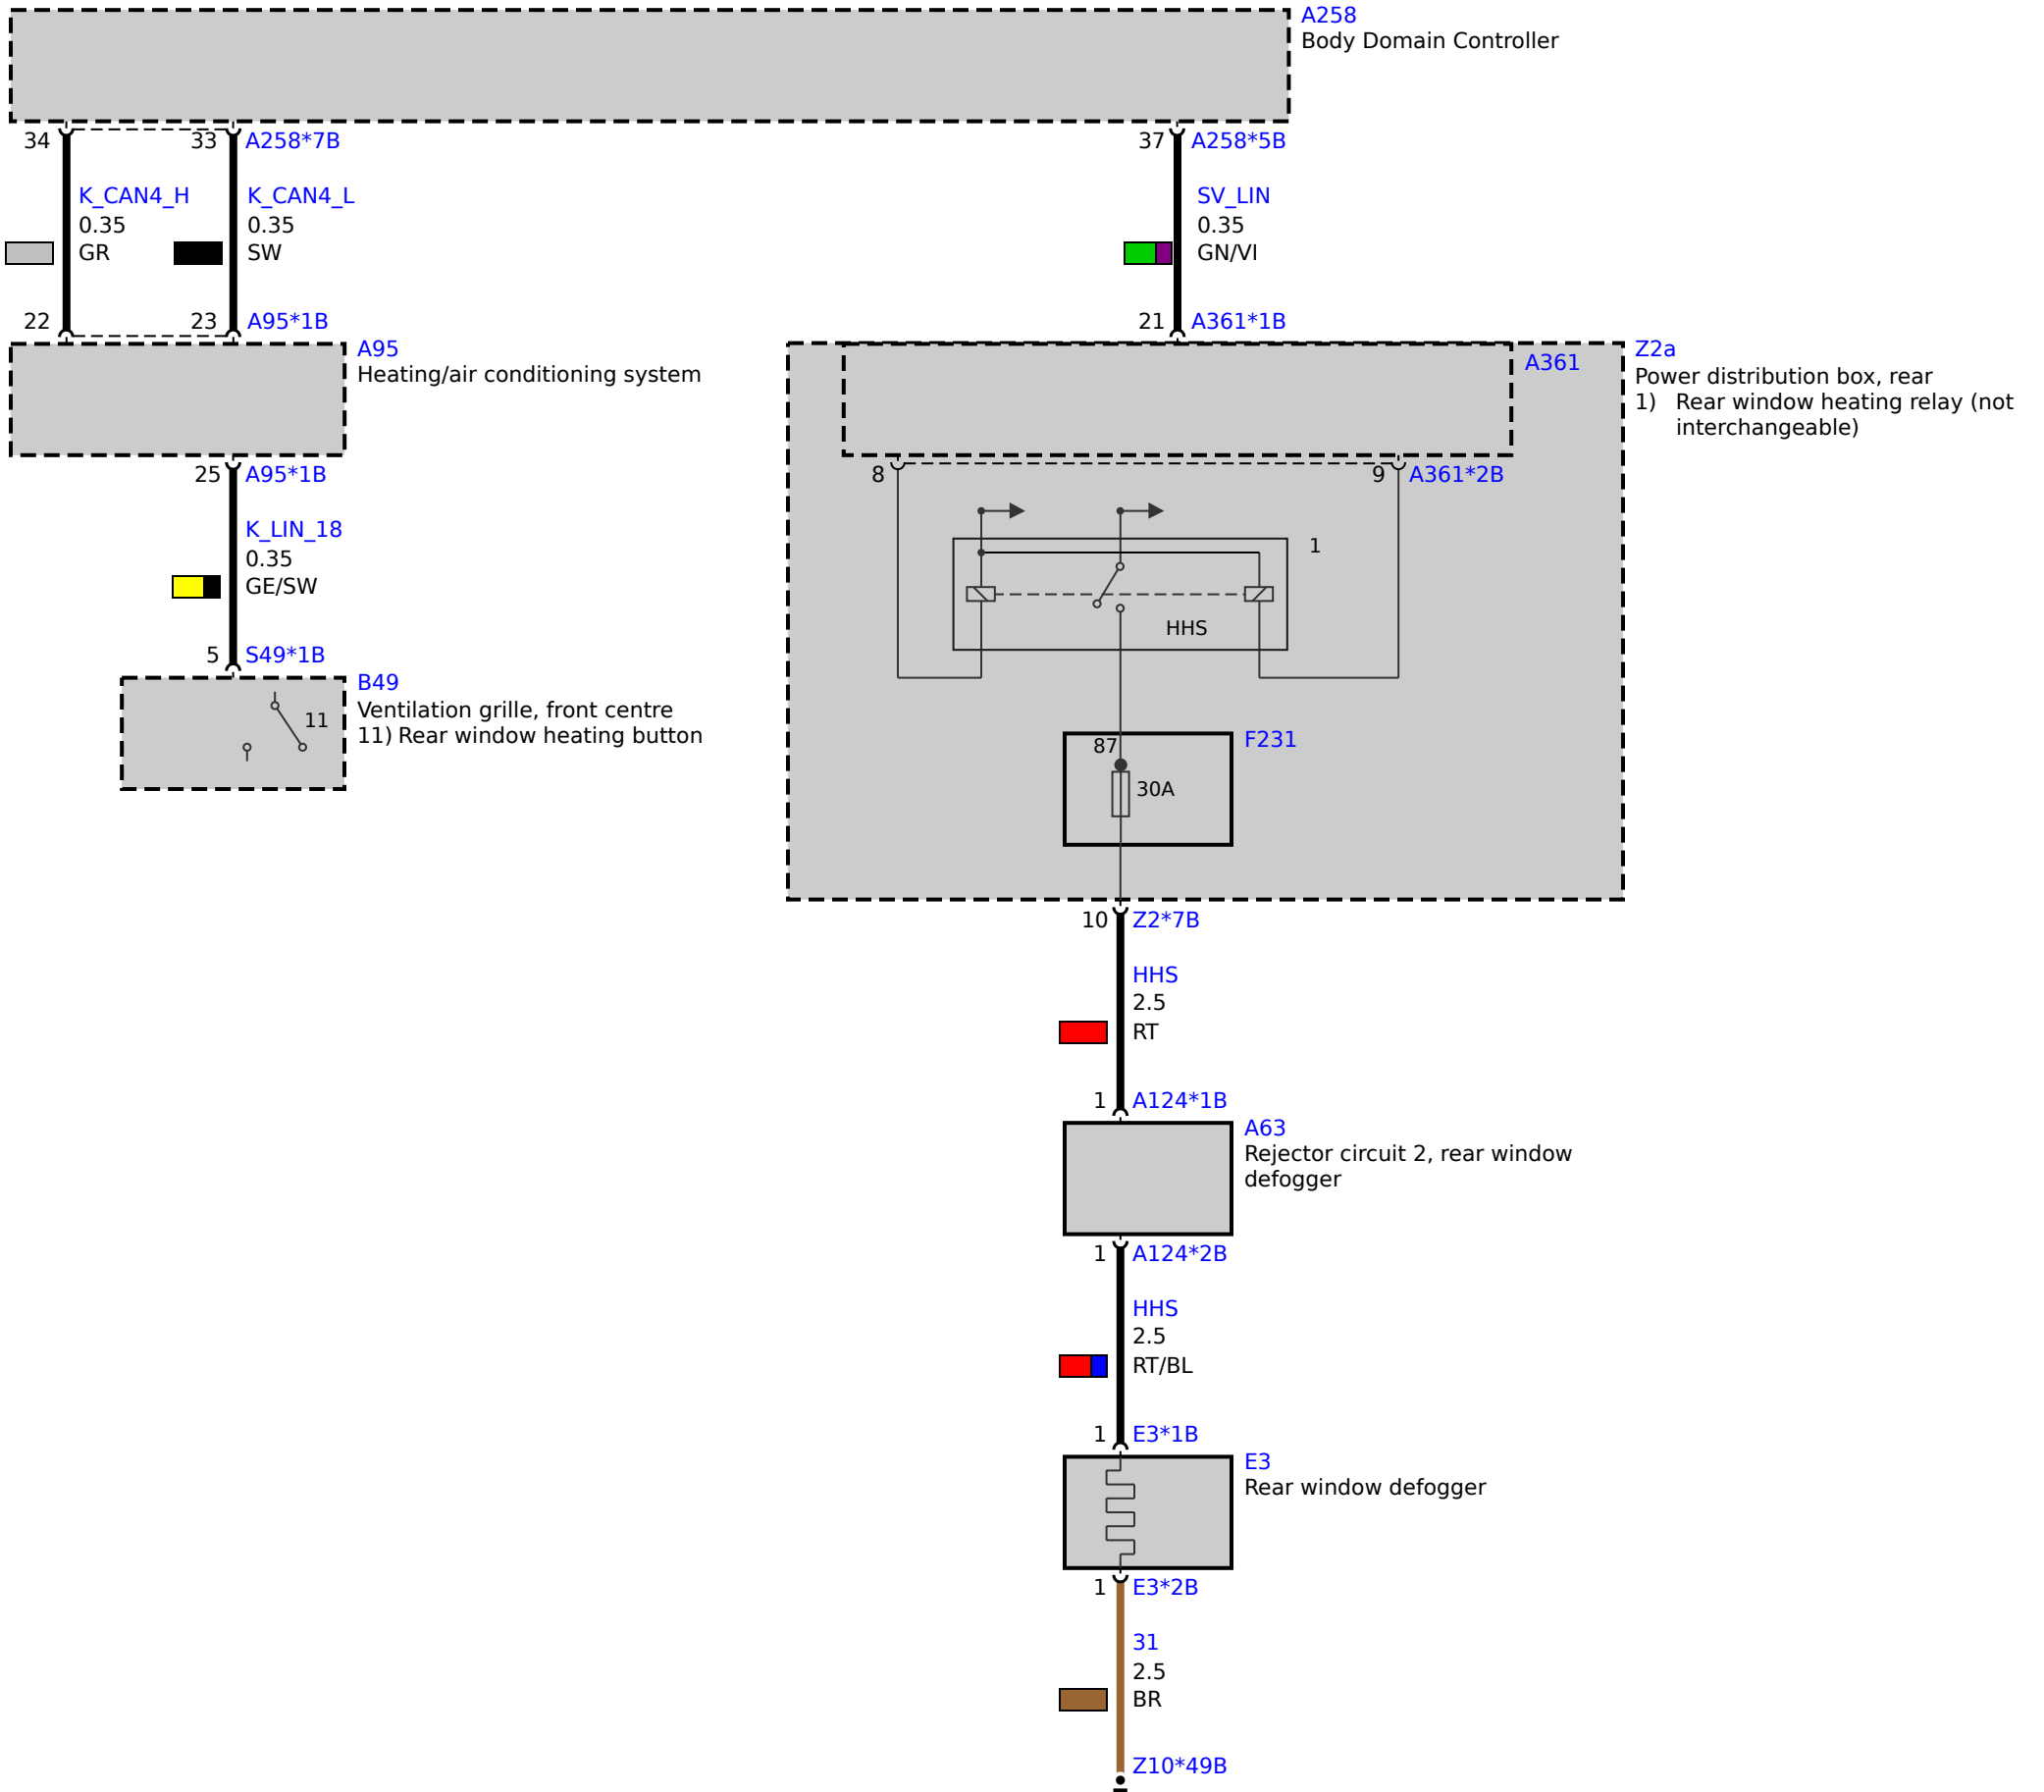 A258
Body Domain Controller
34
33
A258*7B
37
A258*5B
K_CAN4_H
0.35
GR
K_CAN4_L
0.35
SW
SV_LIN
0.35
GN/VI
22
23
A95*1B
21
A361*1B
A95
Heating/air conditioning system
A361
Z2a
Power distribution box, rear
1) Rear window heating relay (not
interchangeable)
25
A95*1B
8
9
A361*2B
K_LIN_18
0.35
GE/SW
1
HHS
5
S49*1B
B49
Ventilation grille, front centre
11) Rear window heating button
11
87
F231
30A
10
Z2*7B
HHS
2.5
RT
1
A124*1B
A63
Rejector circuit 2, rear window
defogger
1
A124*2B
HHS
2.5
RT/BL
1
E3*1B
E3
Rear window defogger
1
E3*2B
31
2.5
BR
Z10*49B